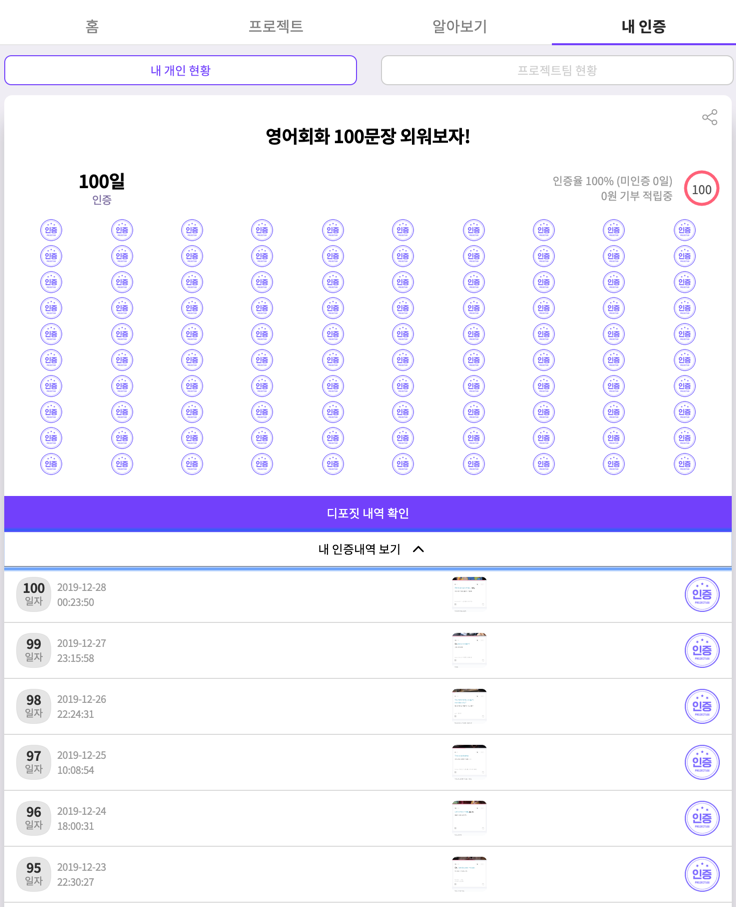 홈 프로젝트 알아보기 내 인증
내 개인 현황 프로젝트팀 현황
영어회화 100문장 외워보자!
100일
인증
인증율 100% (미인증 0일)
0원 기부 적립중
100
인증 인증 인증 인증 인증 인증 인증 인증 인증 인증
인증 인증 인증 인증 인증 인증 인증 인증 인증 인증
인증 인증 인증 인증 인증 인증 인증 인증 인증 인증
인증 인증 인증 인증 인증 인증 인증 인증 인증 인증
인증 인증 인증 인증 인증 인증 인증 인증 인증 인증
인증 인증 인증 인증 인증 인증 인증 인증 인증 인증
인증 인증 인증 인증 인증 인증 인증 인증 인증 인증
인증 인증 인증 인증 인증 인증 인증 인증 인증 인증
인증 인증 인증 인증 인증 인증 인증 인증 인증 인증
인증 인증 인증 인증 인증 인증 인증 인증 인증 인증
디포짓 내역 확인
내 인증내역 보기
100 2019-12-28
일자 00:23:50 인증
99 2019-12-27
일자 23:15:58 인증
98 2019-12-26
일자 22:24:31 인증
97 2019-12-25
일자 10:08:54 인증
96 2019-12-24
일자 18:00:31 인증
95 2019-12-23
일자 22:30:27 인증